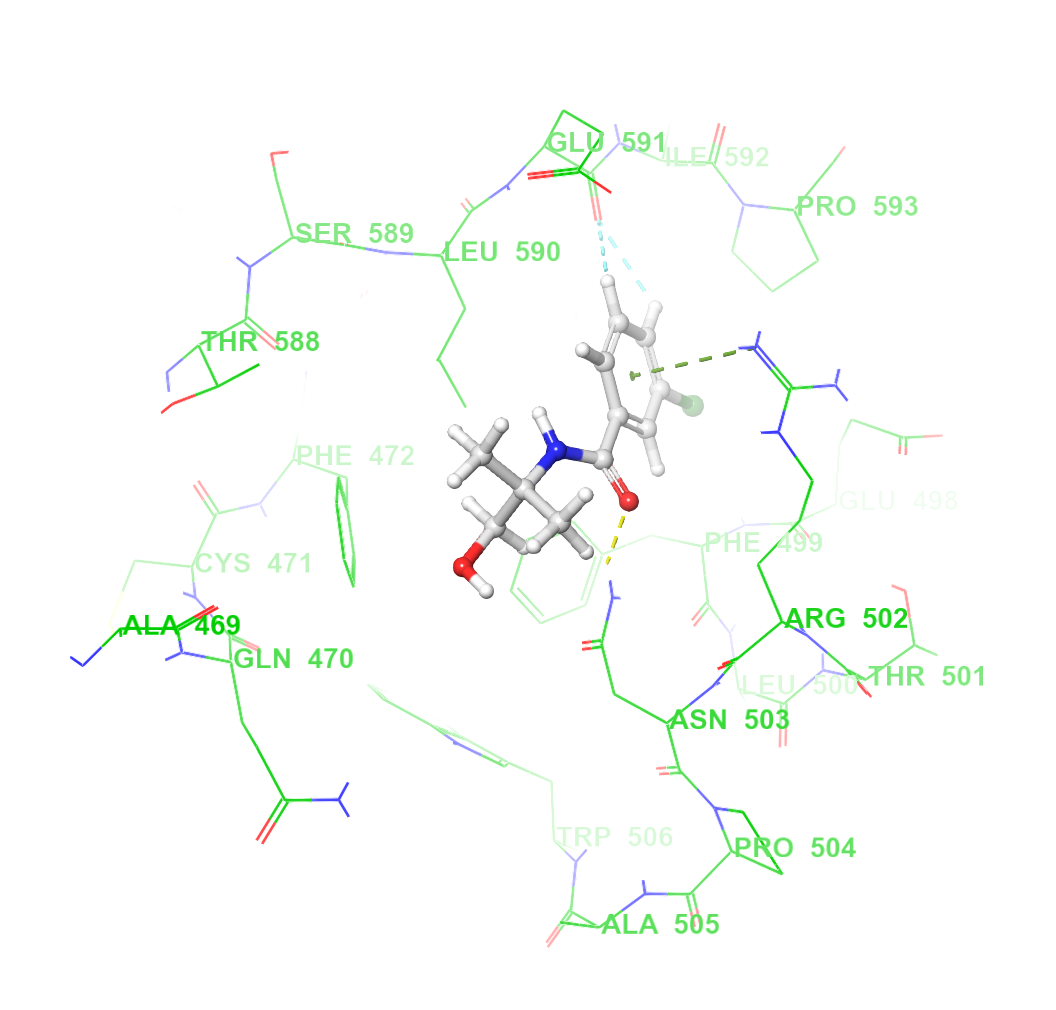 GLU 591
ILE 592
PRO 593
SER 589
LEU 590
THR 588
PHE 472
GLU 498
PHE 499
CYS 471
ALA 469
ARG 502
GLN 470
THR 501
LEU 500
ASN 503
TRP 506
PRO 504
ALA 505